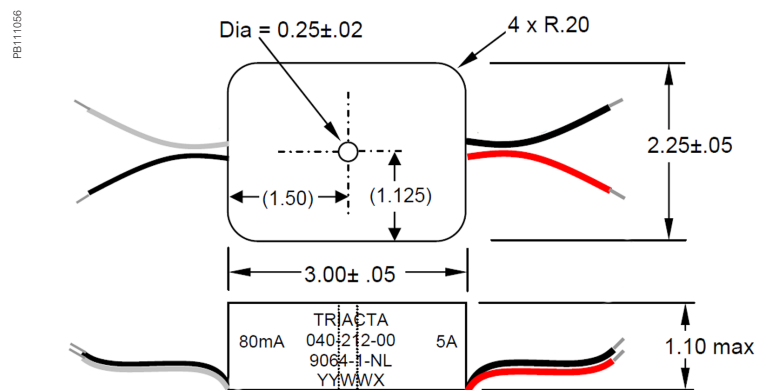 PB111056
Dia = 0.25±.02
4 x R.20
2.25±.05
(1.50)
(1.125)
3.00± .05
TRIACTA
80mA 040-212-00 5A
9064-1-NL
YYWWX
1.10 max